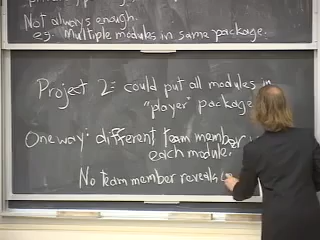 Not always enough.
eg. Multiple modules in same package.
Project 2: could put all modules in
"player" package
One way: different team member
each module.
No team member reveals